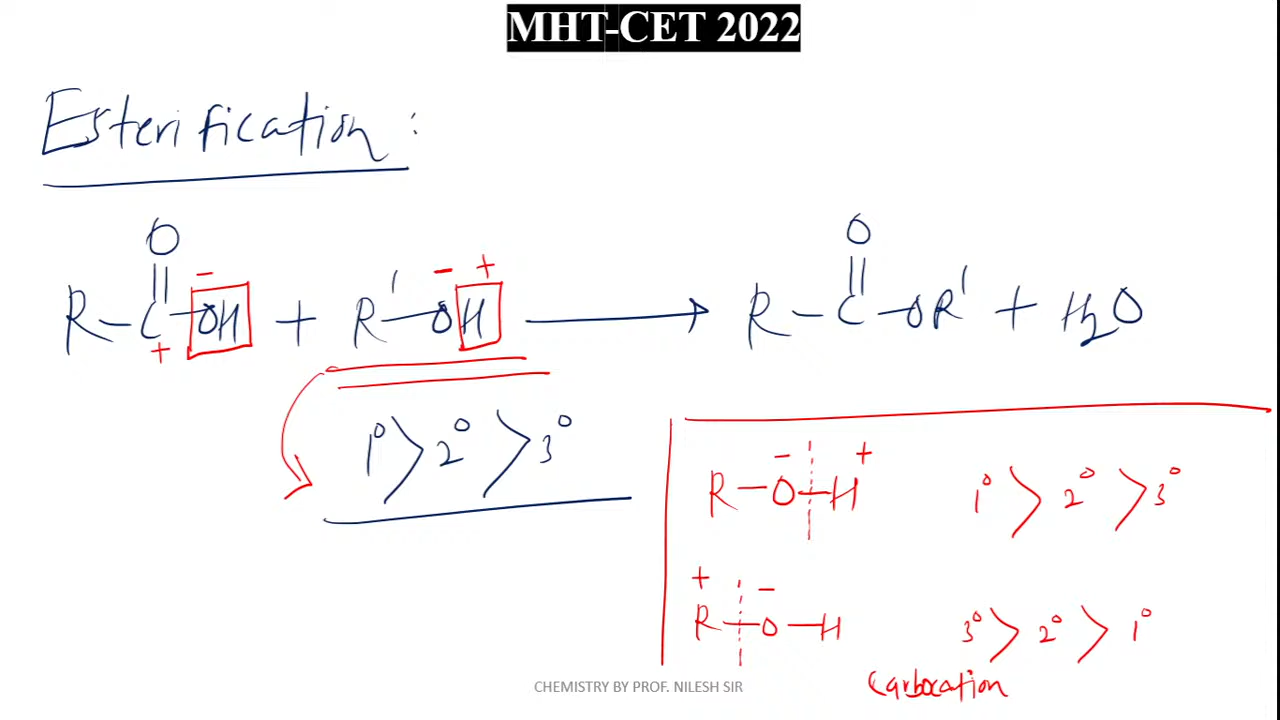 MHT-CET 2022
Esterification :
O O
|| ||
R-C-OH + R'-OH ⟶ R-C-OR' + H₂O
- - +
+
1° > 2° > 3°
- +
R-O-H 1° > 2° > 3°
+ -
R-O-H 3° > 2° > 1°
Carbocation
CHEMISTRY BY PROF. NILESH SIR